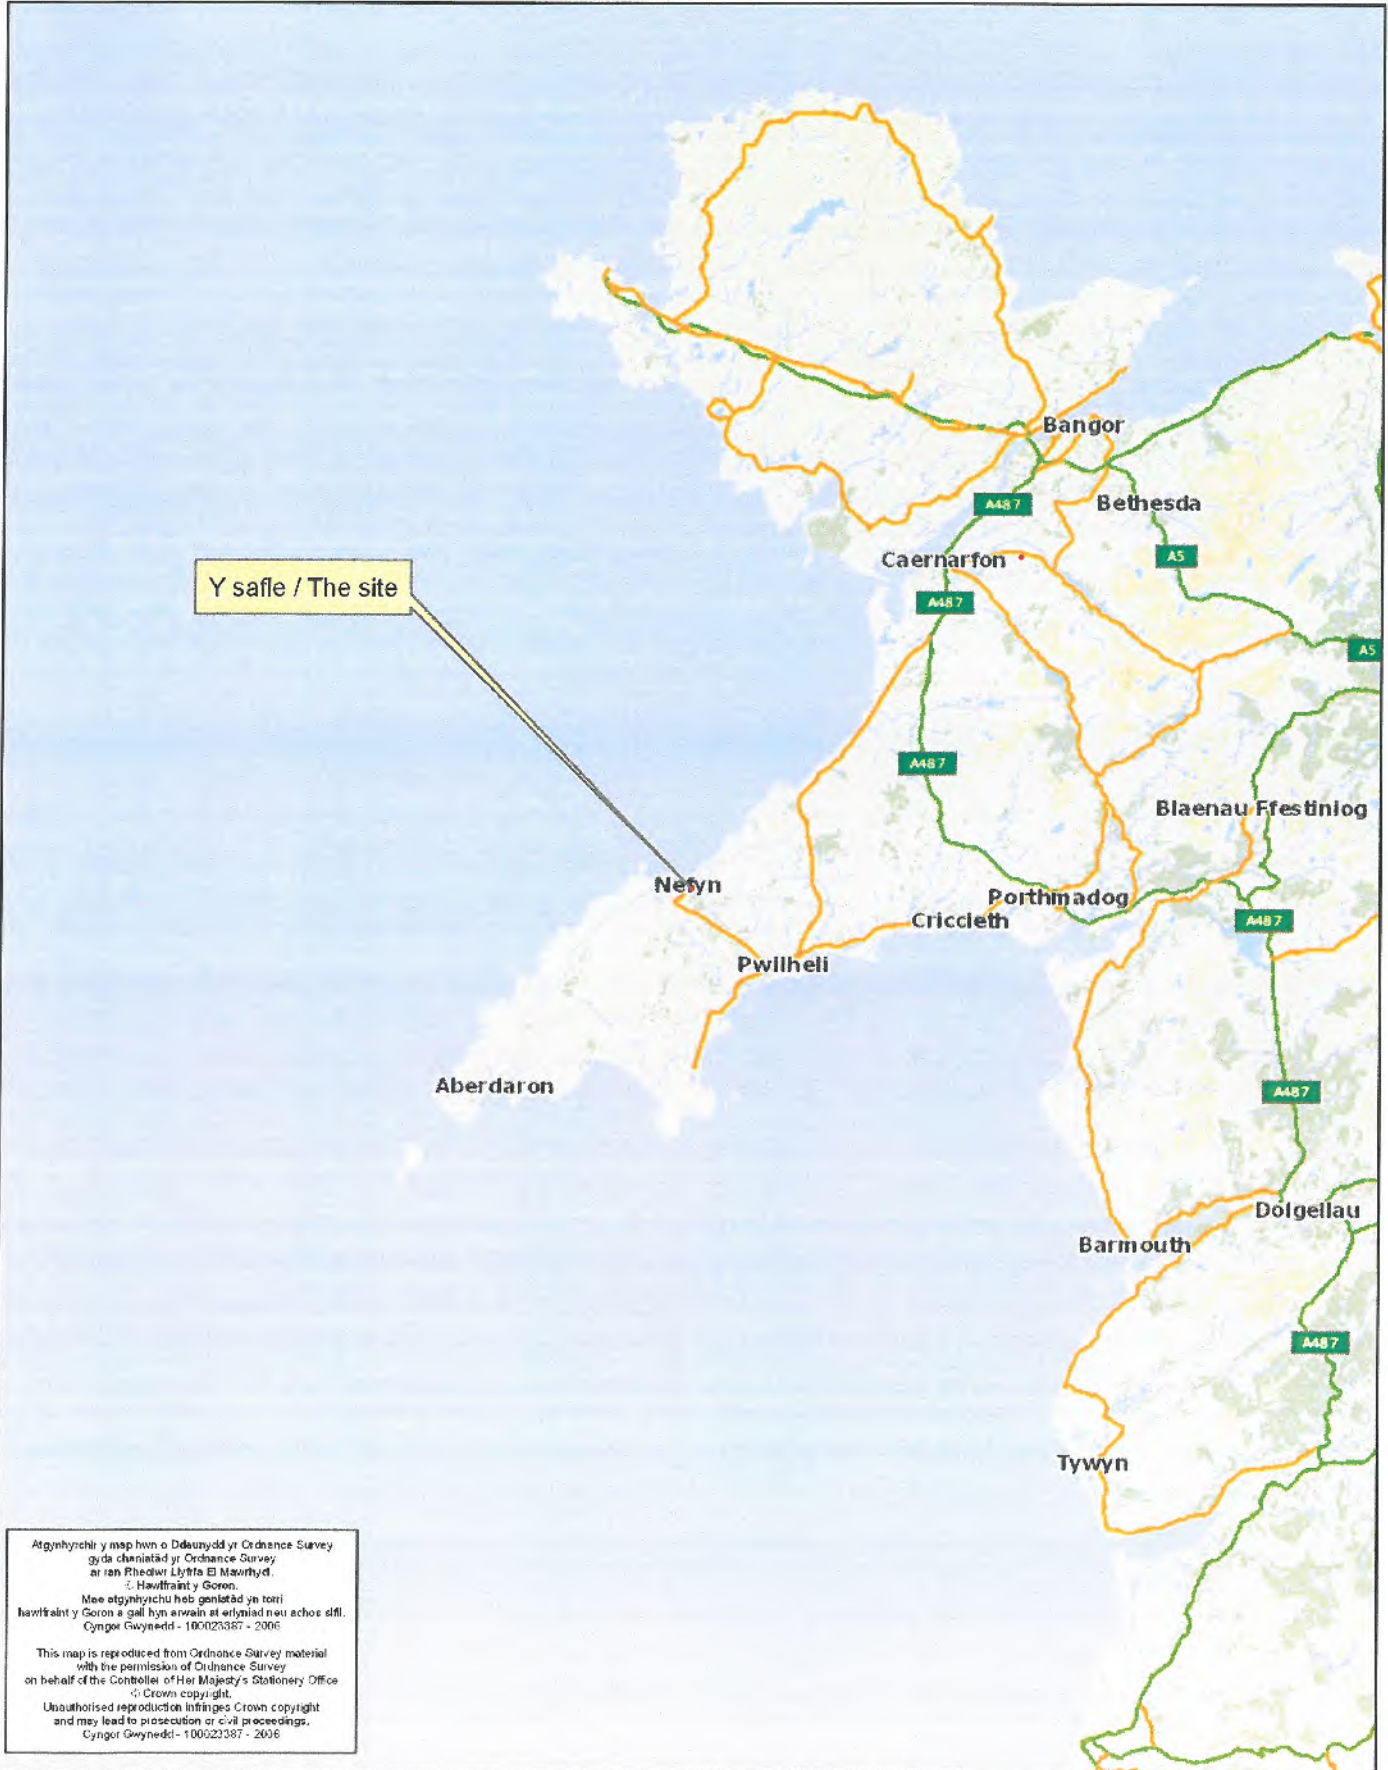 Bangor
A487
Bethesda
Caernarfon
A5
Y safle / The site
A487
A5
A487
Blaenau Ffestiniog
Nefyn
Porthmadog
Criccieth
A487
Pwllheli
Aberdaron
A487
Dolgellau
Barmouth
A487
Tywyn
Atgynhyrchir y map hwn o Ddeunydd yr Ordnance Survey
gyda chaniatâd yr Ordnance Survey
ar ran Rheolwr Llyfrfa Ei Mawrhydi.
© Hawlfraint y Goron.
Mae atgynhyrchu heb ganiatâd yn torri
hawlfraint y Goron a gall hyn arwain at erlyniad neu achos sifil.
Cyngor Gwynedd - 100023387 - 2006
This map is reproduced from Ordnance Survey material
with the permission of Ordnance Survey
on behalf of the Controller of Her Majesty's Stationery Office
© Crown copyright.
Unauthorised reproduction infringes Crown copyright
and may lead to prosecution or civil proceedings.
Cyngor Gwynedd - 100023387 - 2006